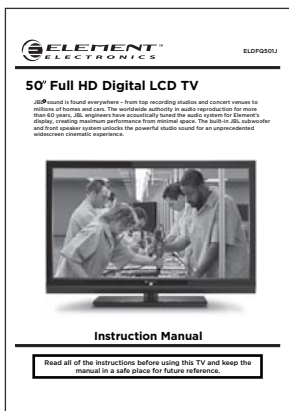 ELEMENT™
ELECTRONICS
ELDFQ501J
50" Full HD Digital LCD TV
JBL® sound is found everywhere - from top recording studios and concert venues to
millions of homes and cars. The worldwide authority in audio reproduction for more
than 60 years, JBL engineers have acoustically tuned the audio system for Element's
display, creating maximum performance from minimal space. The built-in JBL subwoofer
and front speaker system unlocks the powerful studio sound for an unprecedented
widescreen cinematic experience.
Instruction Manual
Read all of the instructions before using this TV and keep the
manual in a safe place for future reference.